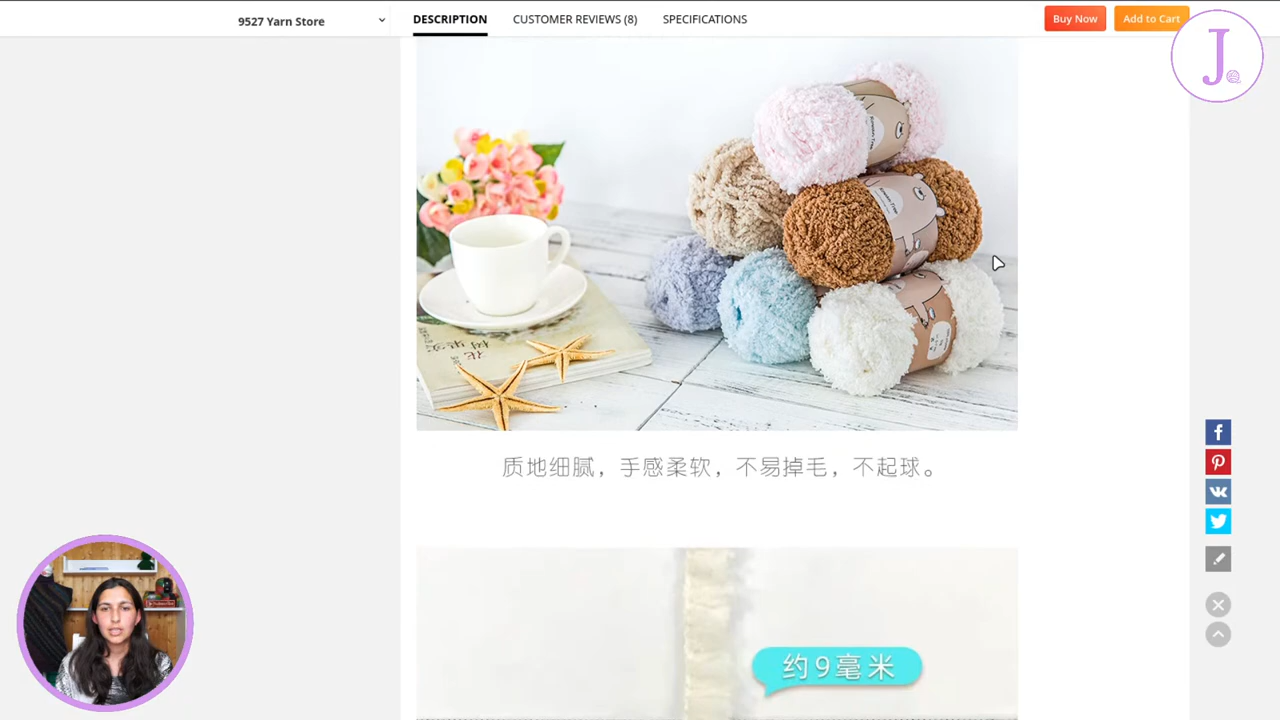 9527 Yarn Store
DESCRIPTION
CUSTOMER REVIEWS (8)
SPECIFICATIONS
Buy Now
Add to Cart
J
质地细腻，手感柔软，不易掉毛，不起球。
约9毫米